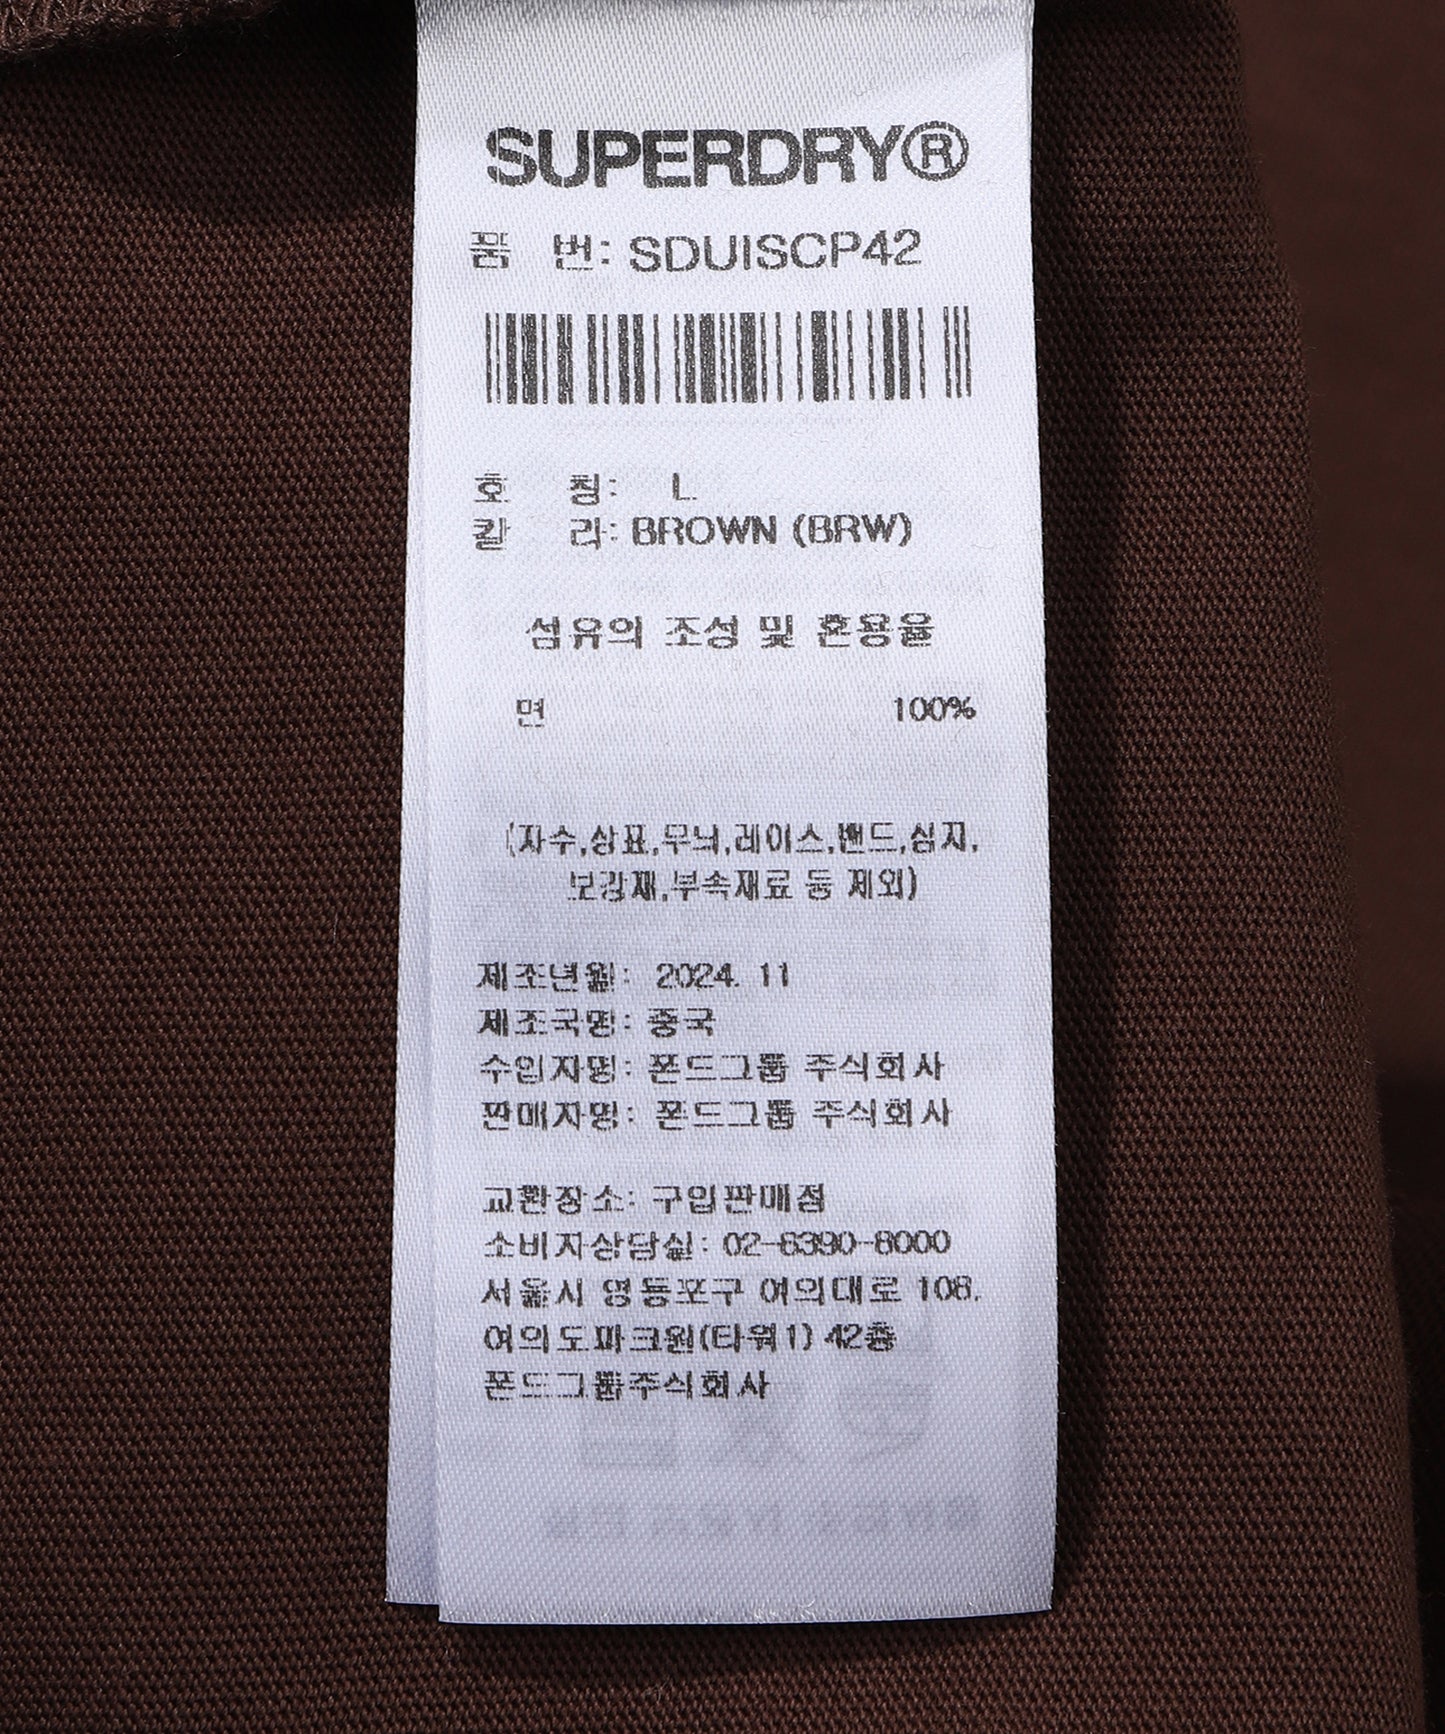 SUPERDRY®
품 번: SDUISCP42
호 칭: L
칼 라: BROWN (BRW)
섬유의 조성 및 혼용율
면 100%
(자수,상표,무늬,레이스,밴드,심지,
보강재,부속재료 등 제외)
제조년월: 2024. 11
제조국명: 중국
수입자명: 폰드그룹 주식회사
판매자명: 폰드그룹 주식회사
교환장소: 구입판매점
소비자상담실: 02-6390-8000
서울시 영등포구 여의대로 108,
여의도파크원(타워1) 42층
폰드그룹주식회사